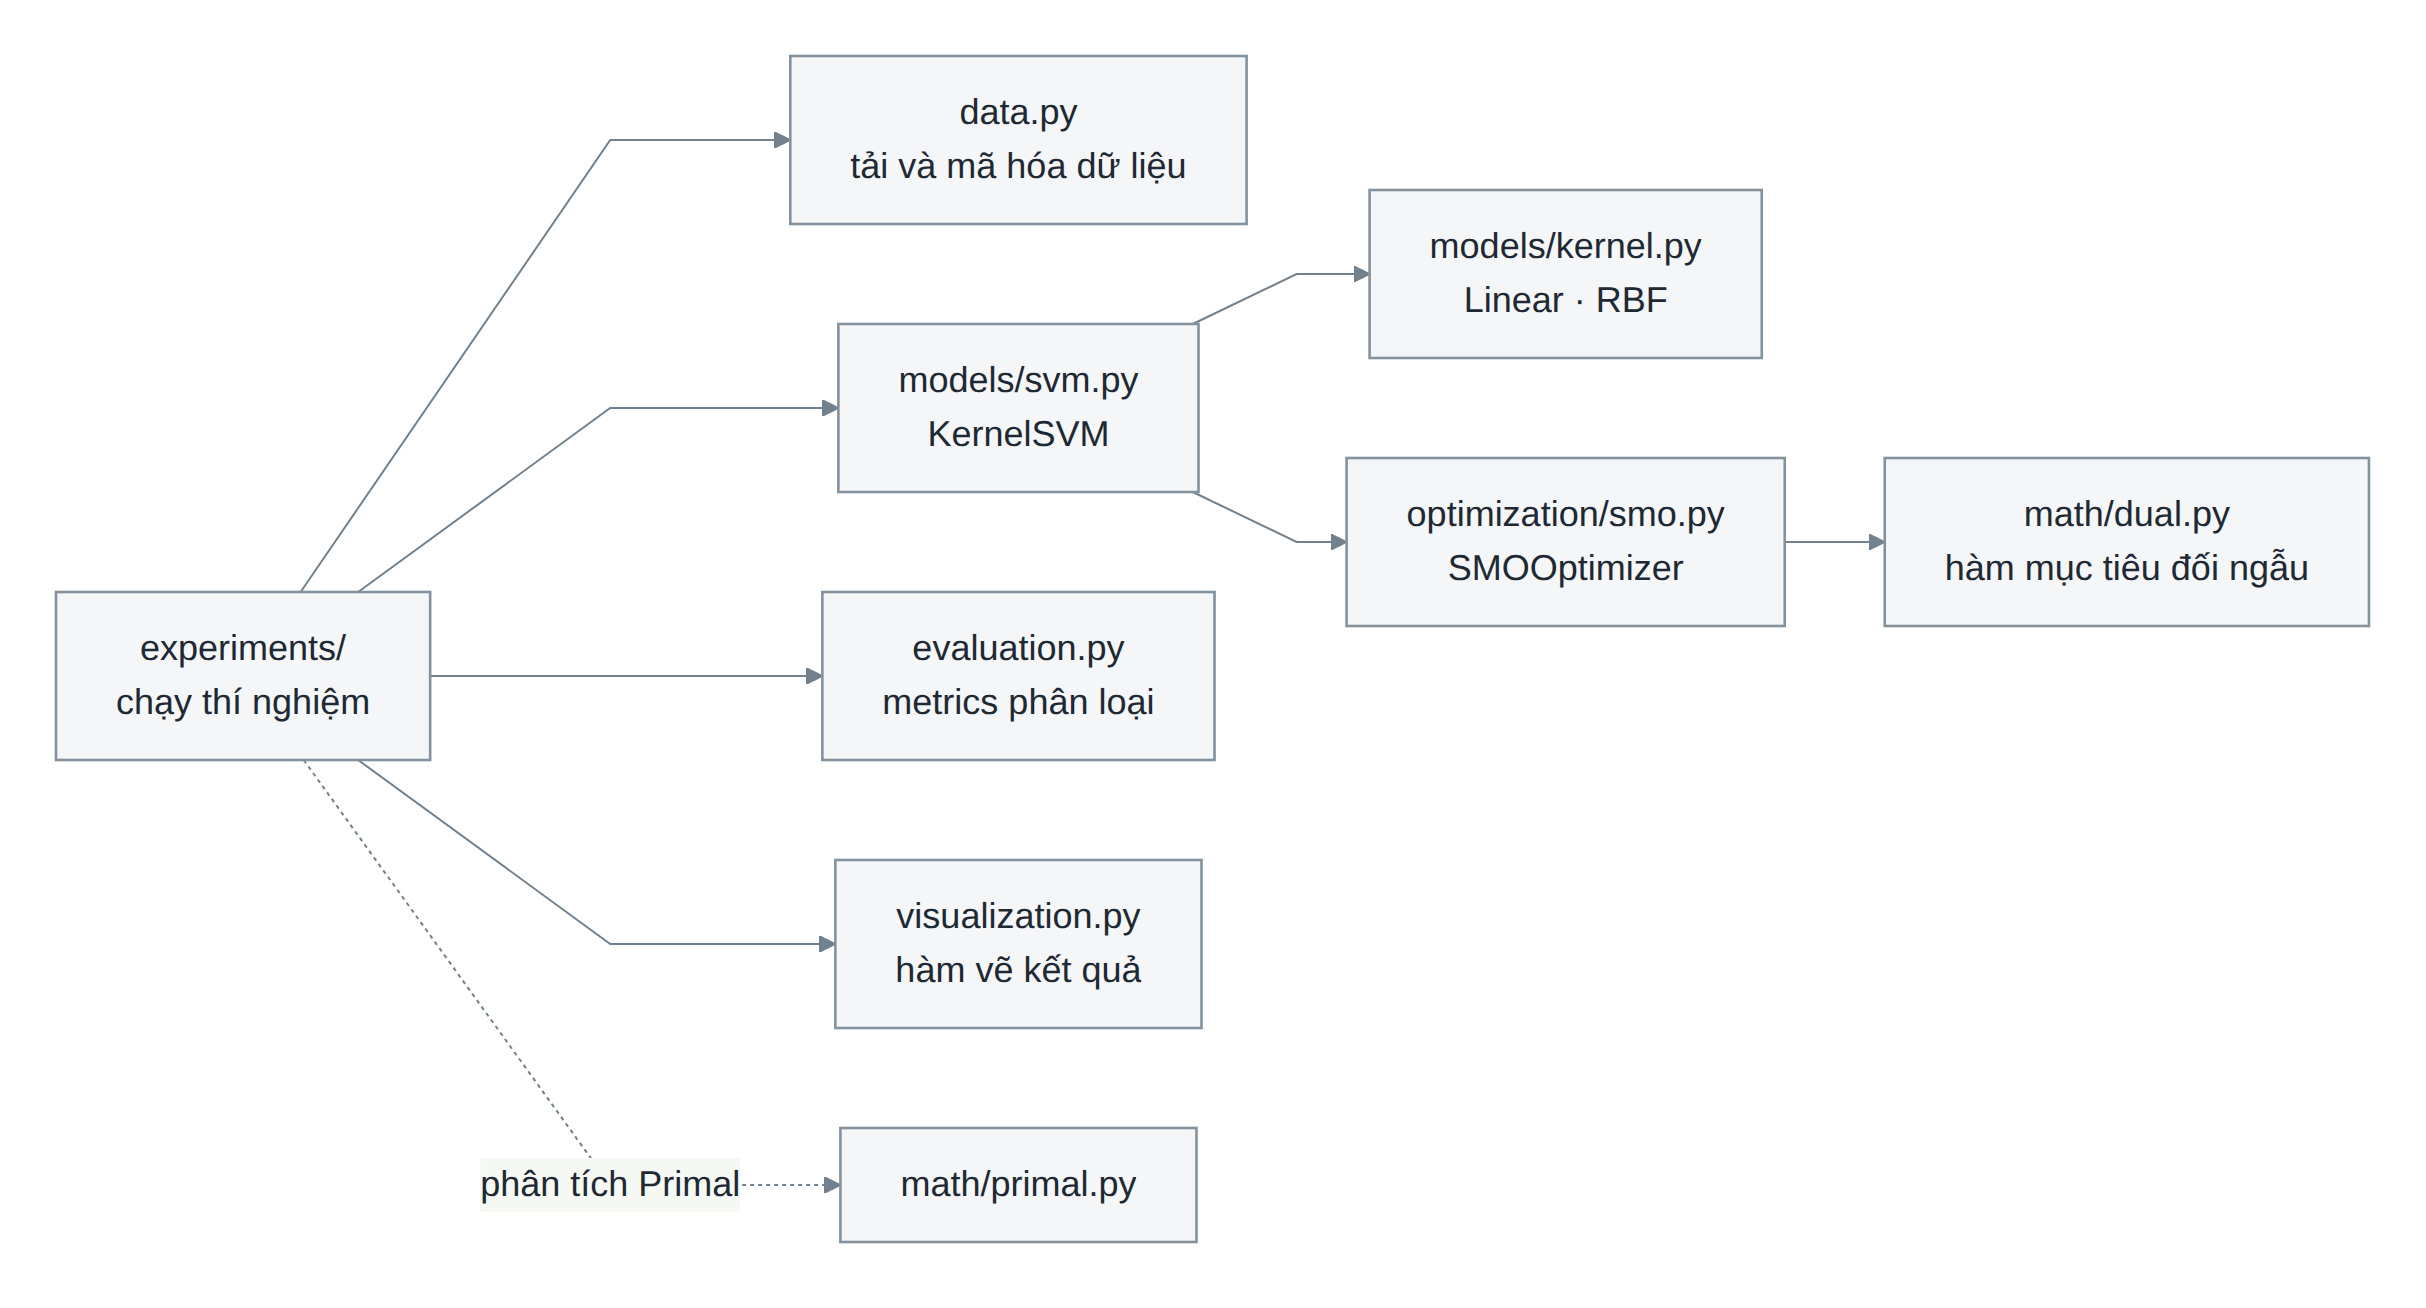 data.py
tải và mã hóa dữ liệu
models/kernel.py
Linear · RBF
models/svm.py
KernelSVM
optimization/smo.py
SMOOptimizer
math/dual.py
hàm mục tiêu đối ngẫu
experiments/
chạy thí nghiệm
evaluation.py
metrics phân loại
visualization.py
hàm vẽ kết quả
phân tích Primal
math/primal.py